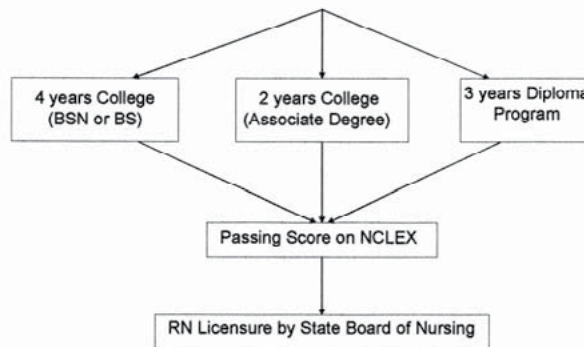 4 years College
(BSN or BS)
2 years College
(Associate Degree)
3 years Diploma
Program
Passing Score on NCLEX
RN Licensure by State Board of Nursing